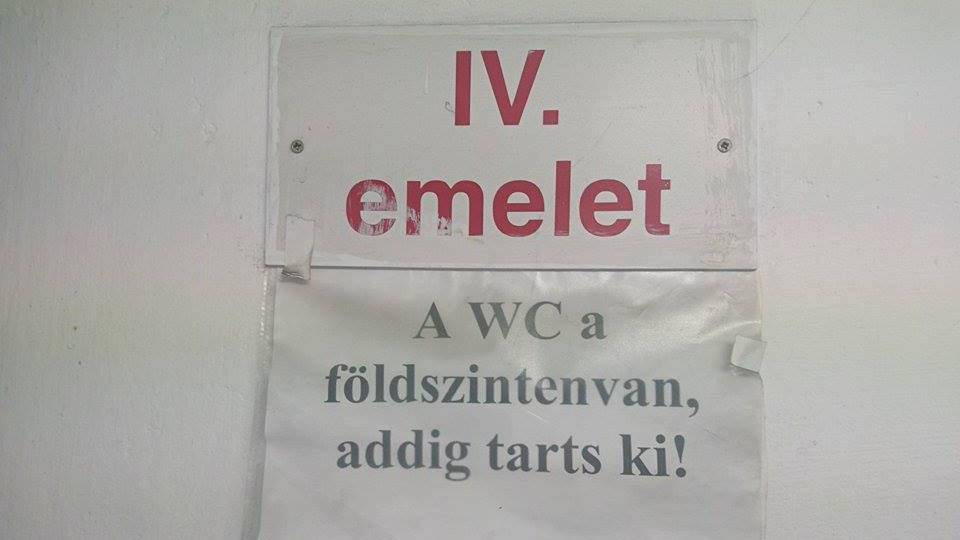 IV.
emelet
A WC a
földszintenvan,
addig tarts ki!